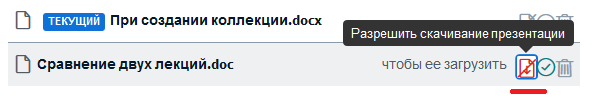 ТЕКУЩИЙ При создании коллекции.docx
Разрешить скачивание презентации
Сравнение двух лекций.doc чтобы ее загрузить